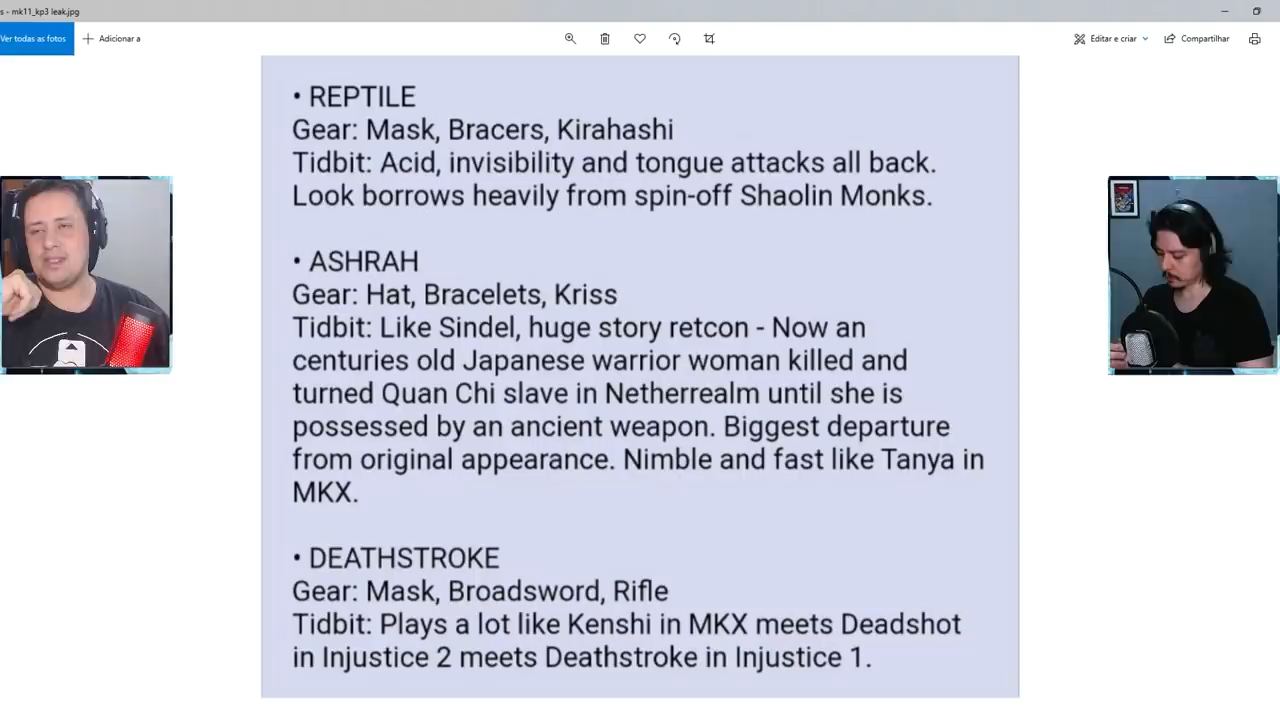 s - mk11_kp3 leak.jpg
Ver todas as fotos
Adicionar a
Editar e criar
Compartilhar
• REPTILE
Gear: Mask, Bracers, Kirahashi
Tidbit: Acid, invisibility and tongue attacks all back.
Look borrows heavily from spin-off Shaolin Monks.
• ASHRAH
Gear: Hat, Bracelets, Kriss
Tidbit: Like Sindel, huge story retcon - Now an
centuries old Japanese warrior woman killed and
turned Quan Chi slave in Netherrealm until she is
possessed by an ancient weapon. Biggest departure
from original appearance. Nimble and fast like Tanya in
MKX.
• DEATHSTROKE
Gear: Mask, Broadsword, Rifle
Tidbit: Plays a lot like Kenshi in MKX meets Deadshot
in Injustice 2 meets Deathstroke in Injustice 1.